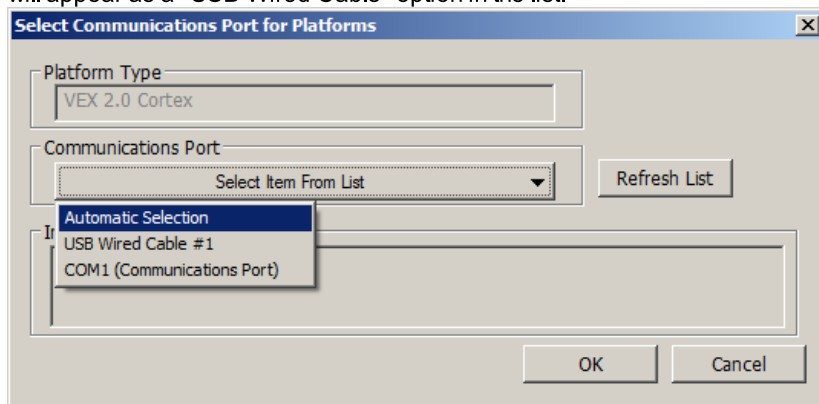 will appear as a "USB Wired Cable" option in the list.
Select Communications Port for Platforms
Platform Type
VEX 2.0 Cortex
Communications Port
Select Item From List
Refresh List
Automatic Selection
USB Wired Cable #1
COM1 (Communications Port)
OK
Cancel